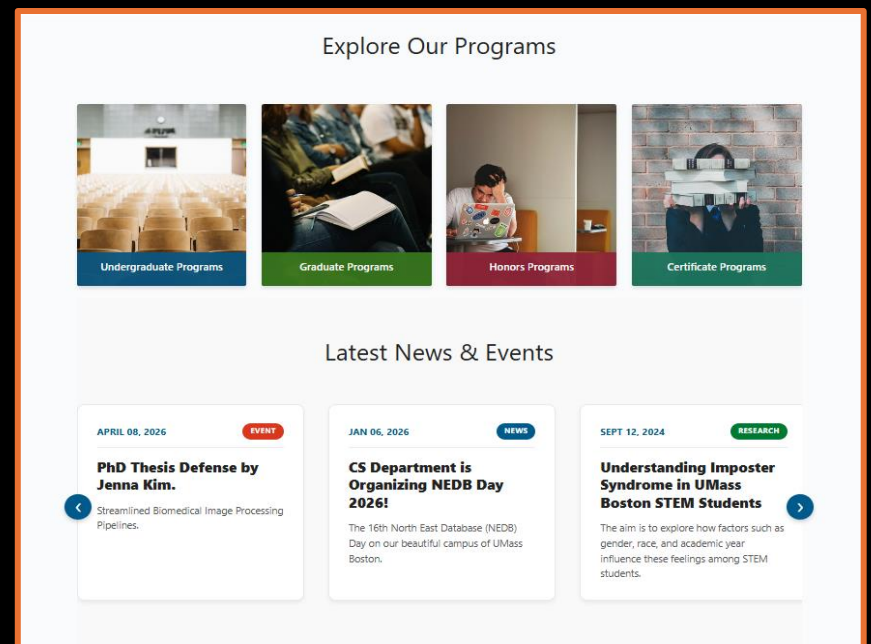 Explore Our Programs
Undergraduate Programs
Graduate Programs
Honors Programs
Certificate Programs
Latest News & Events
APRIL 08, 2026
EVENT
PhD Thesis Defense by
Jenna Kim.
Streamlined Biomedical Image Processing
Pipelines.
JAN 06, 2026
NEWS
CS Department is
Organizing NEDB Day
2026!
The 16th North East Database (NEDB)
Day on our beautiful campus of UMass
Boston.
SEPT 12, 2024
RESEARCH
Understanding Imposter
Syndrome in UMass
Boston STEM Students
The aim is to explore how factors such as
gender, race, and academic year
influence these feelings among STEM
students.